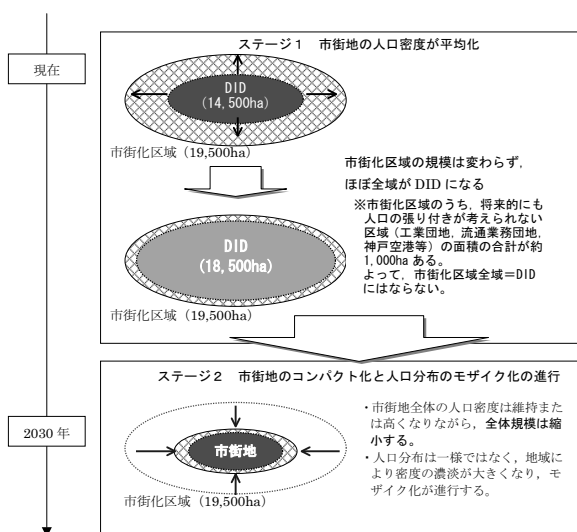 ステージ1 市街地の人口密度が平均化
現在
DID
(14,500ha)
市街化区域（19,500ha）
市街化区域の規模は変わらず，
ほぼ全域が DID になる
※市街化区域のうち，将来的にも
人口の張り付きが考えられない
区域（工業団地，流通業務団地，
神戸空港等）の面積の合計が約
1,000ha ある。
よって，市街化区域全域＝DID
にはならない。
DID
(18,500ha)
市街化区域（19,500ha）
ステージ2 市街地のコンパクト化と人口分布のモザイク化の進行
2030 年
市街地
市街化区域（19,500ha）
・市街地全体の人口密度は維持また
は高くなりながら，全体規模は縮
小する。
・人口分布は一様ではなく，地域に
より密度の濃淡が大きくなり，モ
ザイク化が進行する。